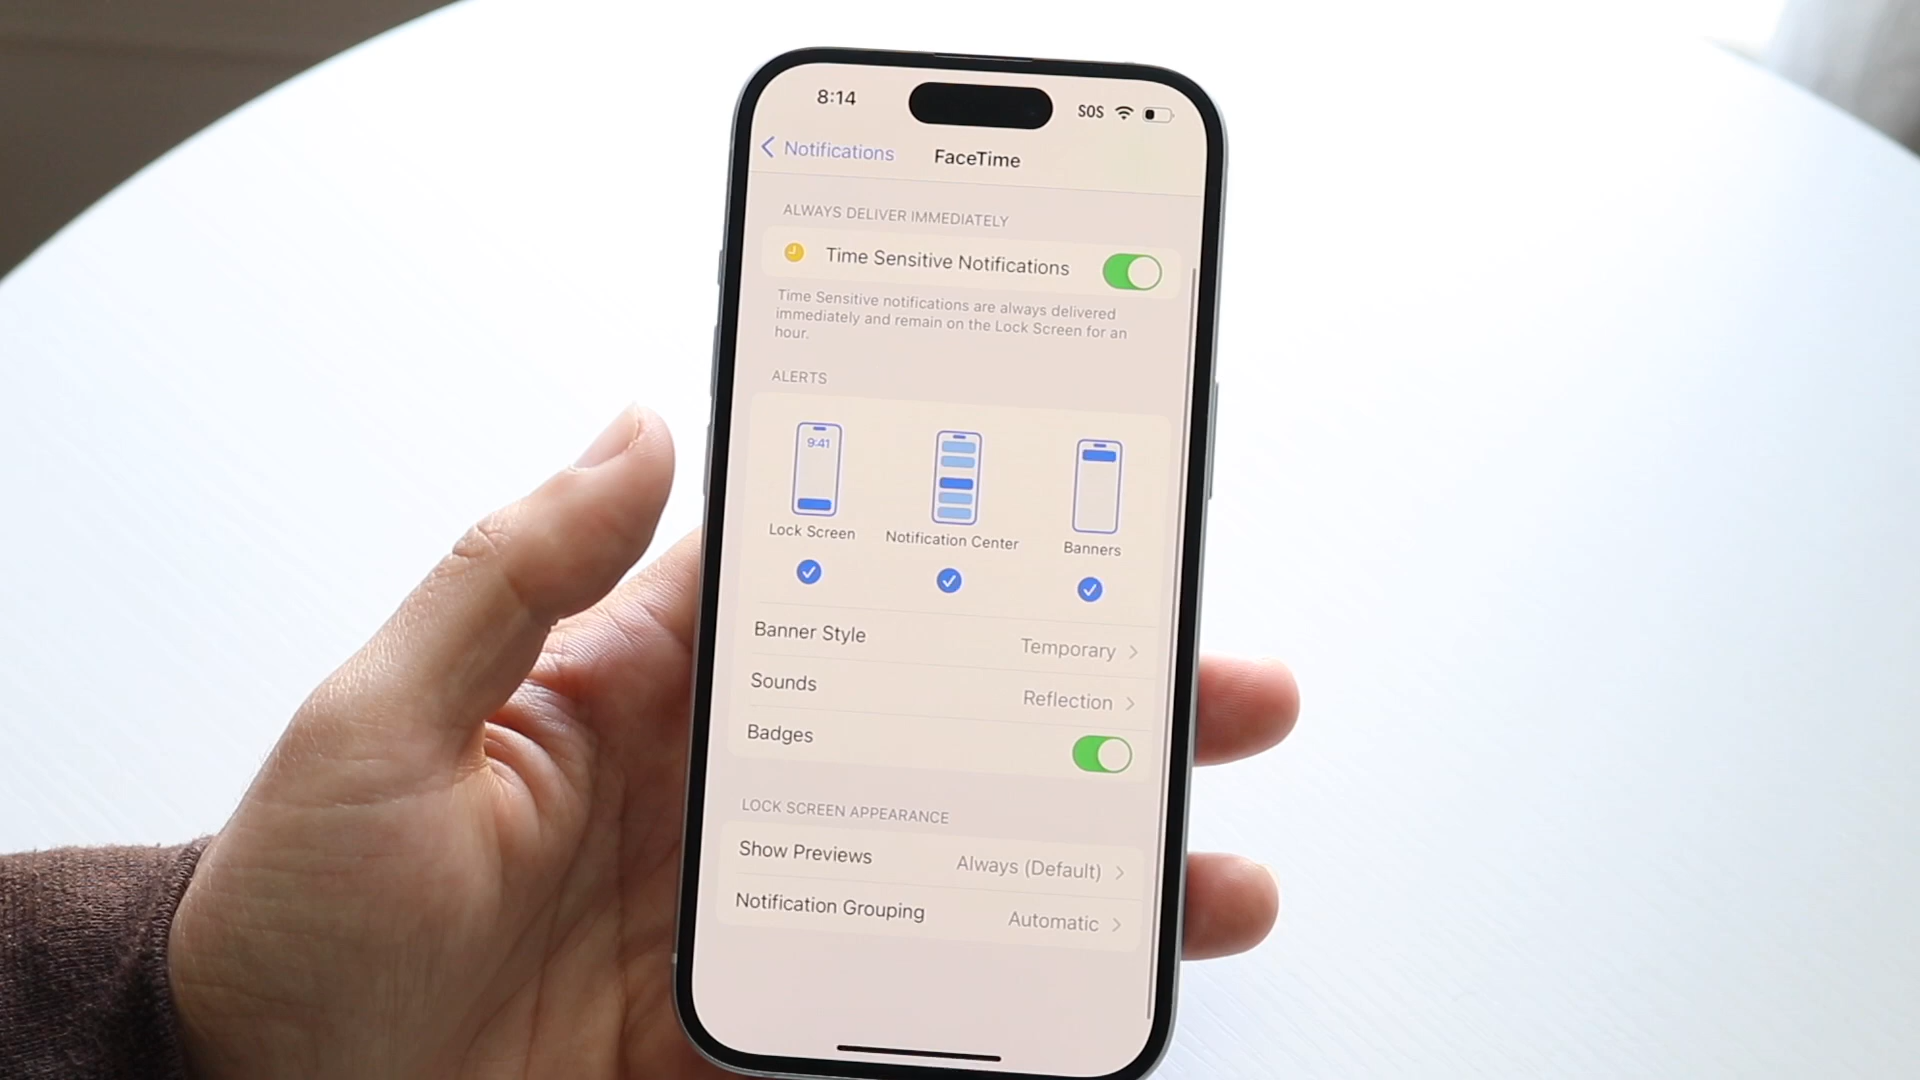 8:14 SOS
Notifications FaceTime
ALWAYS DELIVER IMMEDIATELY
Time Sensitive Notifications
Time Sensitive notifications are always delivered
immediately and remain on the Lock Screen for an
hour.
ALERTS
9:41
Lock Screen Notification Center Banners
Banner Style Temporary
Sounds Reflection
Badges
LOCK SCREEN APPEARANCE
Show Previews Always (Default)
Notification Grouping Automatic